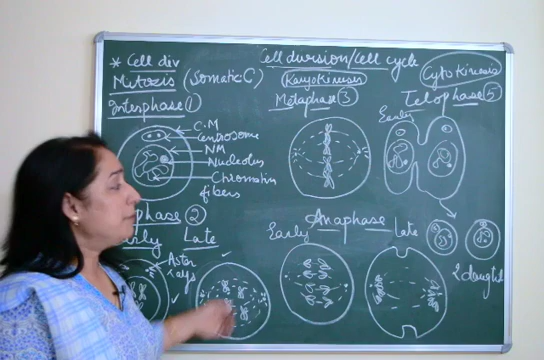 * Cell div
Cell division/Cell cycle
Cytokinesis
Mitosis (Somatic C)
Karyokinesis
Interphase ①
Metaphase ③
Telophase ⑤
Early
C.M
Centrosome
NM
Nucleolus
Chromatin
fibers
phase ②
Early Late
Aster
rays
Anaphase
Early Late
2 daught